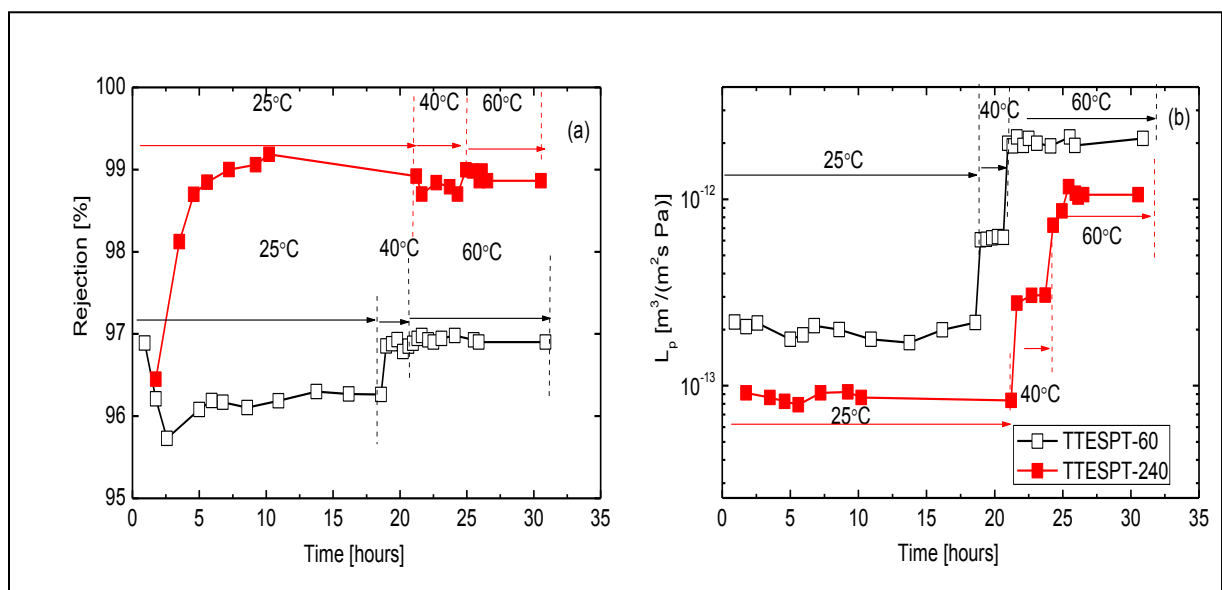 100
99
98
97
96
95
Rejection [%]
0
5
10
15
20
25
30
35
Time [hours]
25°C
40°C
60°C
(a)
25°C
40°C
60°C
10⁻¹²
10⁻¹³
Lₚ [m³/(m²s Pa)]
0
5
10
15
20
25
30
35
Time [hours]
40°C
60°C
(b)
25°C
60°C
40°C
25°C
TTESPT-60
TTESPT-240